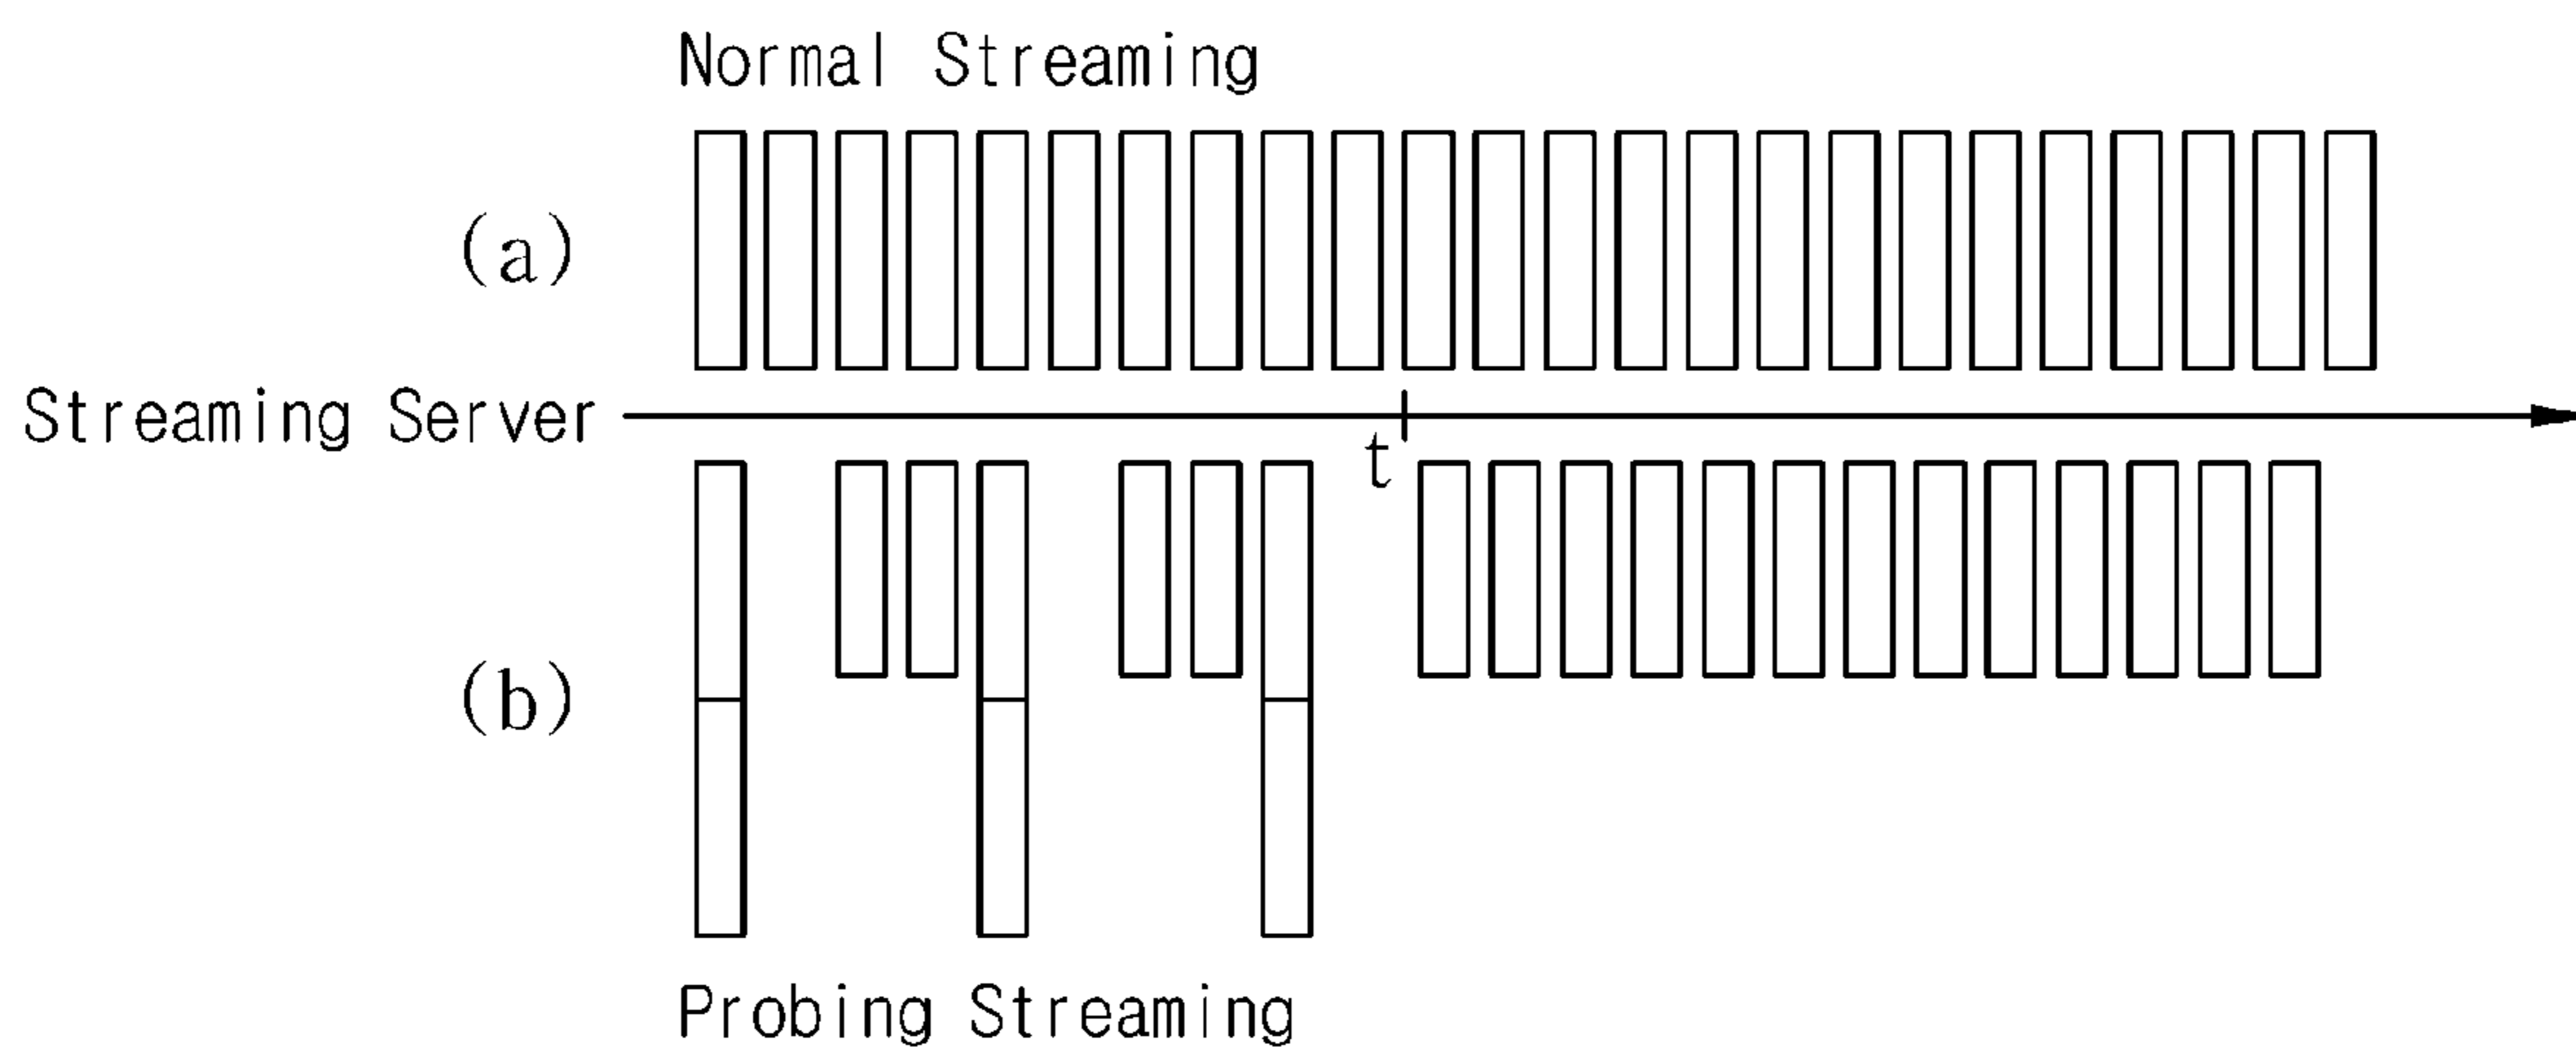 Normal Streaming
(a)
Streaming Server
t
(b)
Probing Streaming